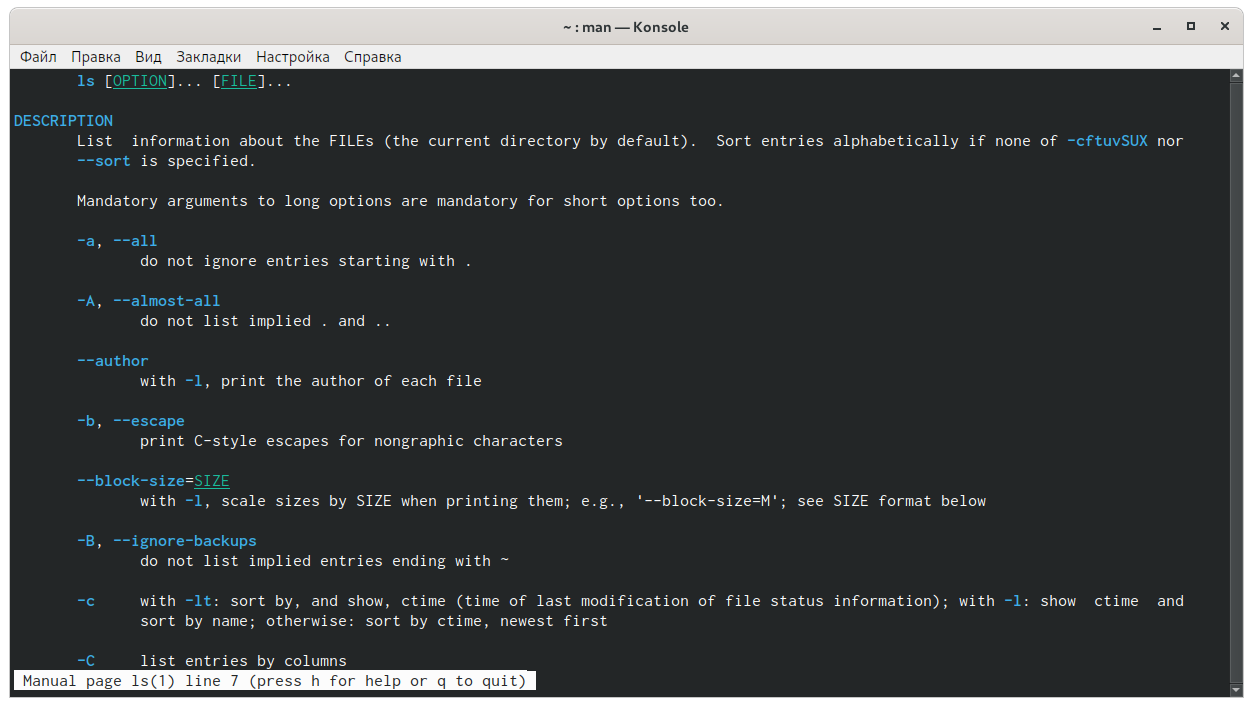 ~ : man — Konsole
Файл Правка Вид Закладки Настройка Справка
ls [OPTION]... [FILE]...
DESCRIPTION
List  information about the FILEs (the current directory by default).  Sort entries alphabetically if none of -cftuvSUX nor
--sort is specified.
Mandatory arguments to long options are mandatory for short options too.
-a, --all
do not ignore entries starting with .
-A, --almost-all
do not list implied . and ..
--author
with -l, print the author of each file
-b, --escape
print C-style escapes for nongraphic characters
--block-size=SIZE
with -l, scale sizes by SIZE when printing them; e.g., '--block-size=M'; see SIZE format below
-B, --ignore-backups
do not list implied entries ending with ~
-c     with -lt: sort by, and show, ctime (time of last modification of file status information); with -l: show  ctime  and
sort by name; otherwise: sort by ctime, newest first
-C     list entries by columns
Manual page ls(1) line 7 (press h for help or q to quit)